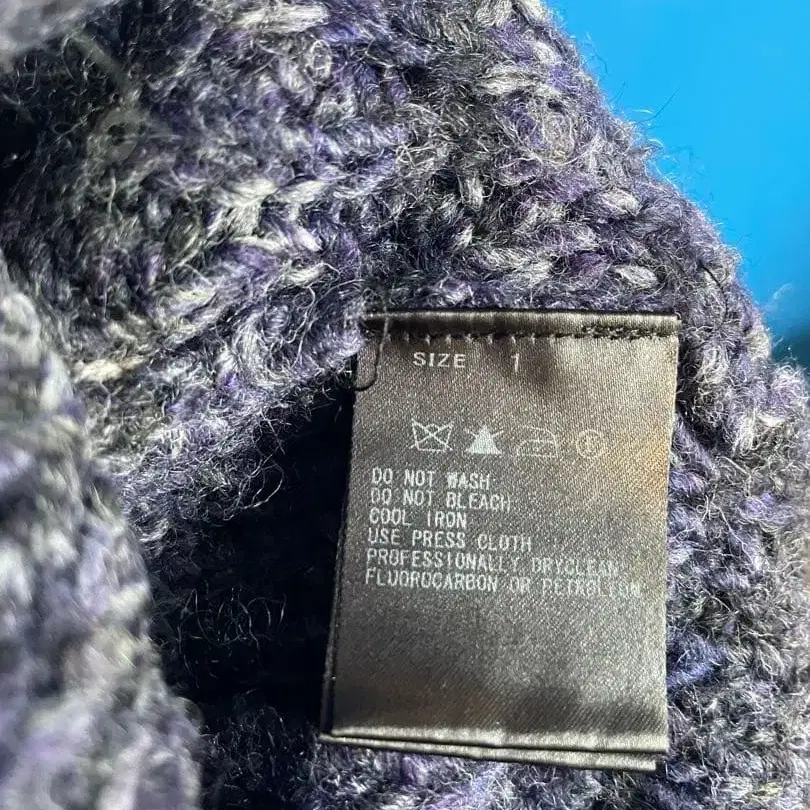 SIZE 1
DO NOT WASH
DO NOT BLEACH
COOL IRON
USE PRESS CLOTH
PROFESSIONALLY DRYCLEAN
FLUOROCARBON OR PETROLEUM